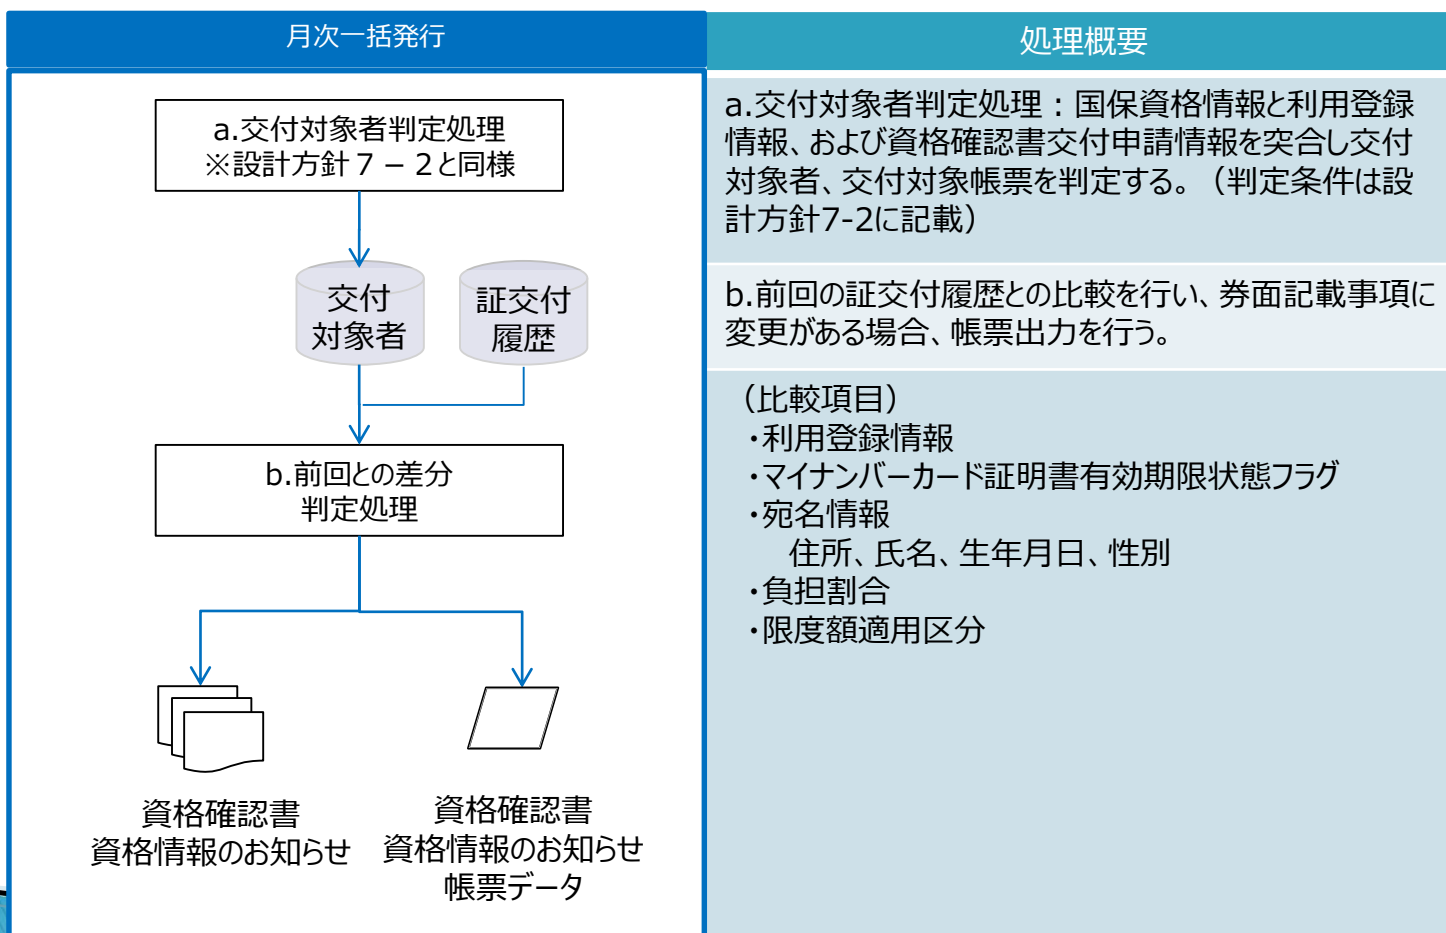 月次一括発行
a.交付対象者判定処理
※設計方針７－２と同様
交付
対象者
証交付
履歴
b.前回との差分
判定処理
資格確認書
資格情報のお知らせ
資格確認書
資格情報のお知らせ
帳票データ
処理概要
a.交付対象者判定処理：国保資格情報と利用登録
情報、および資格確認書交付申請情報を突合し交付
対象者、交付対象帳票を判定する。（判定条件は設
計方針7-2に記載）
b.前回の証交付履歴との比較を行い、券面記載事項に
変更がある場合、帳票出力を行う。
（比較項目）
・利用登録情報
・マイナンバーカード証明書有効期限状態フラグ
・宛名情報
住所、氏名、生年月日、性別
・負担割合
・限度額適用区分